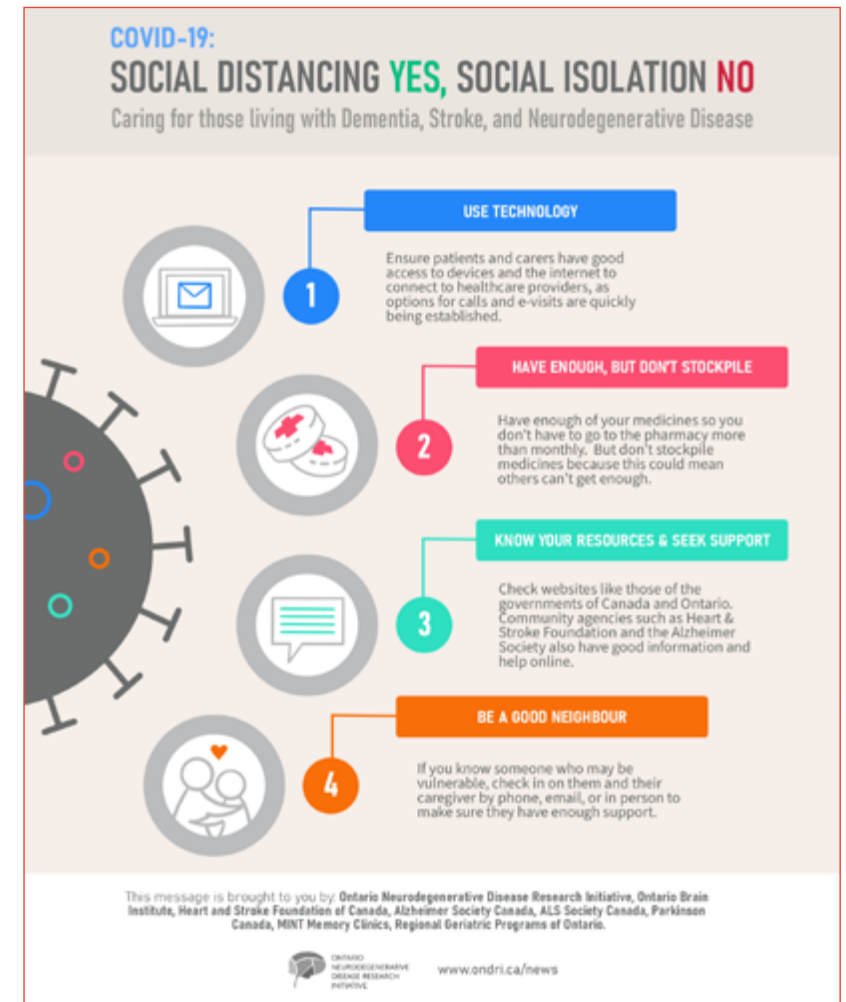 COVID-19:
SOCIAL DISTANCING YES, SOCIAL ISOLATION NO
Caring for those living with Dementia, Stroke, and Neurodegenerative Disease
USE TECHNOLOGY
1
Ensure patients and carers have good
access to devices and the internet to
connect to healthcare providers, as
options for calls and e-visits are quickly
being established.
HAVE ENOUGH, BUT DON'T STOCKPILE
2
Have enough of your medicines so you
don't have to go to the pharmacy more
than monthly. But don't stockpile
medicines because this could mean
others can't get enough.
KNOW YOUR RESOURCES & SEEK SUPPORT
3
Check websites like those of the
governments of Canada and Ontario.
Community agencies such as Heart &
Stroke Foundation and the Alzheimer
Society also have good information and
help online.
BE A GOOD NEIGHBOUR
4
If you know someone who may be
vulnerable, check in on them and their
caregiver by phone, email, or in person to
make sure they have enough support.
This message is brought to you by: Ontario Neurodegenerative Disease Research Initiative, Ontario Brain
Institute, Heart and Stroke Foundation of Canada, Alzheimer Society Canada, ALS Society Canada, Parkinson
Canada, MINT Memory Clinics, Regional Geriatric Programs of Ontario.
ONTARIO
NEURODEGENERATIVE
DISEASE RESEARCH
INITIATIVE
www.ondri.ca/news